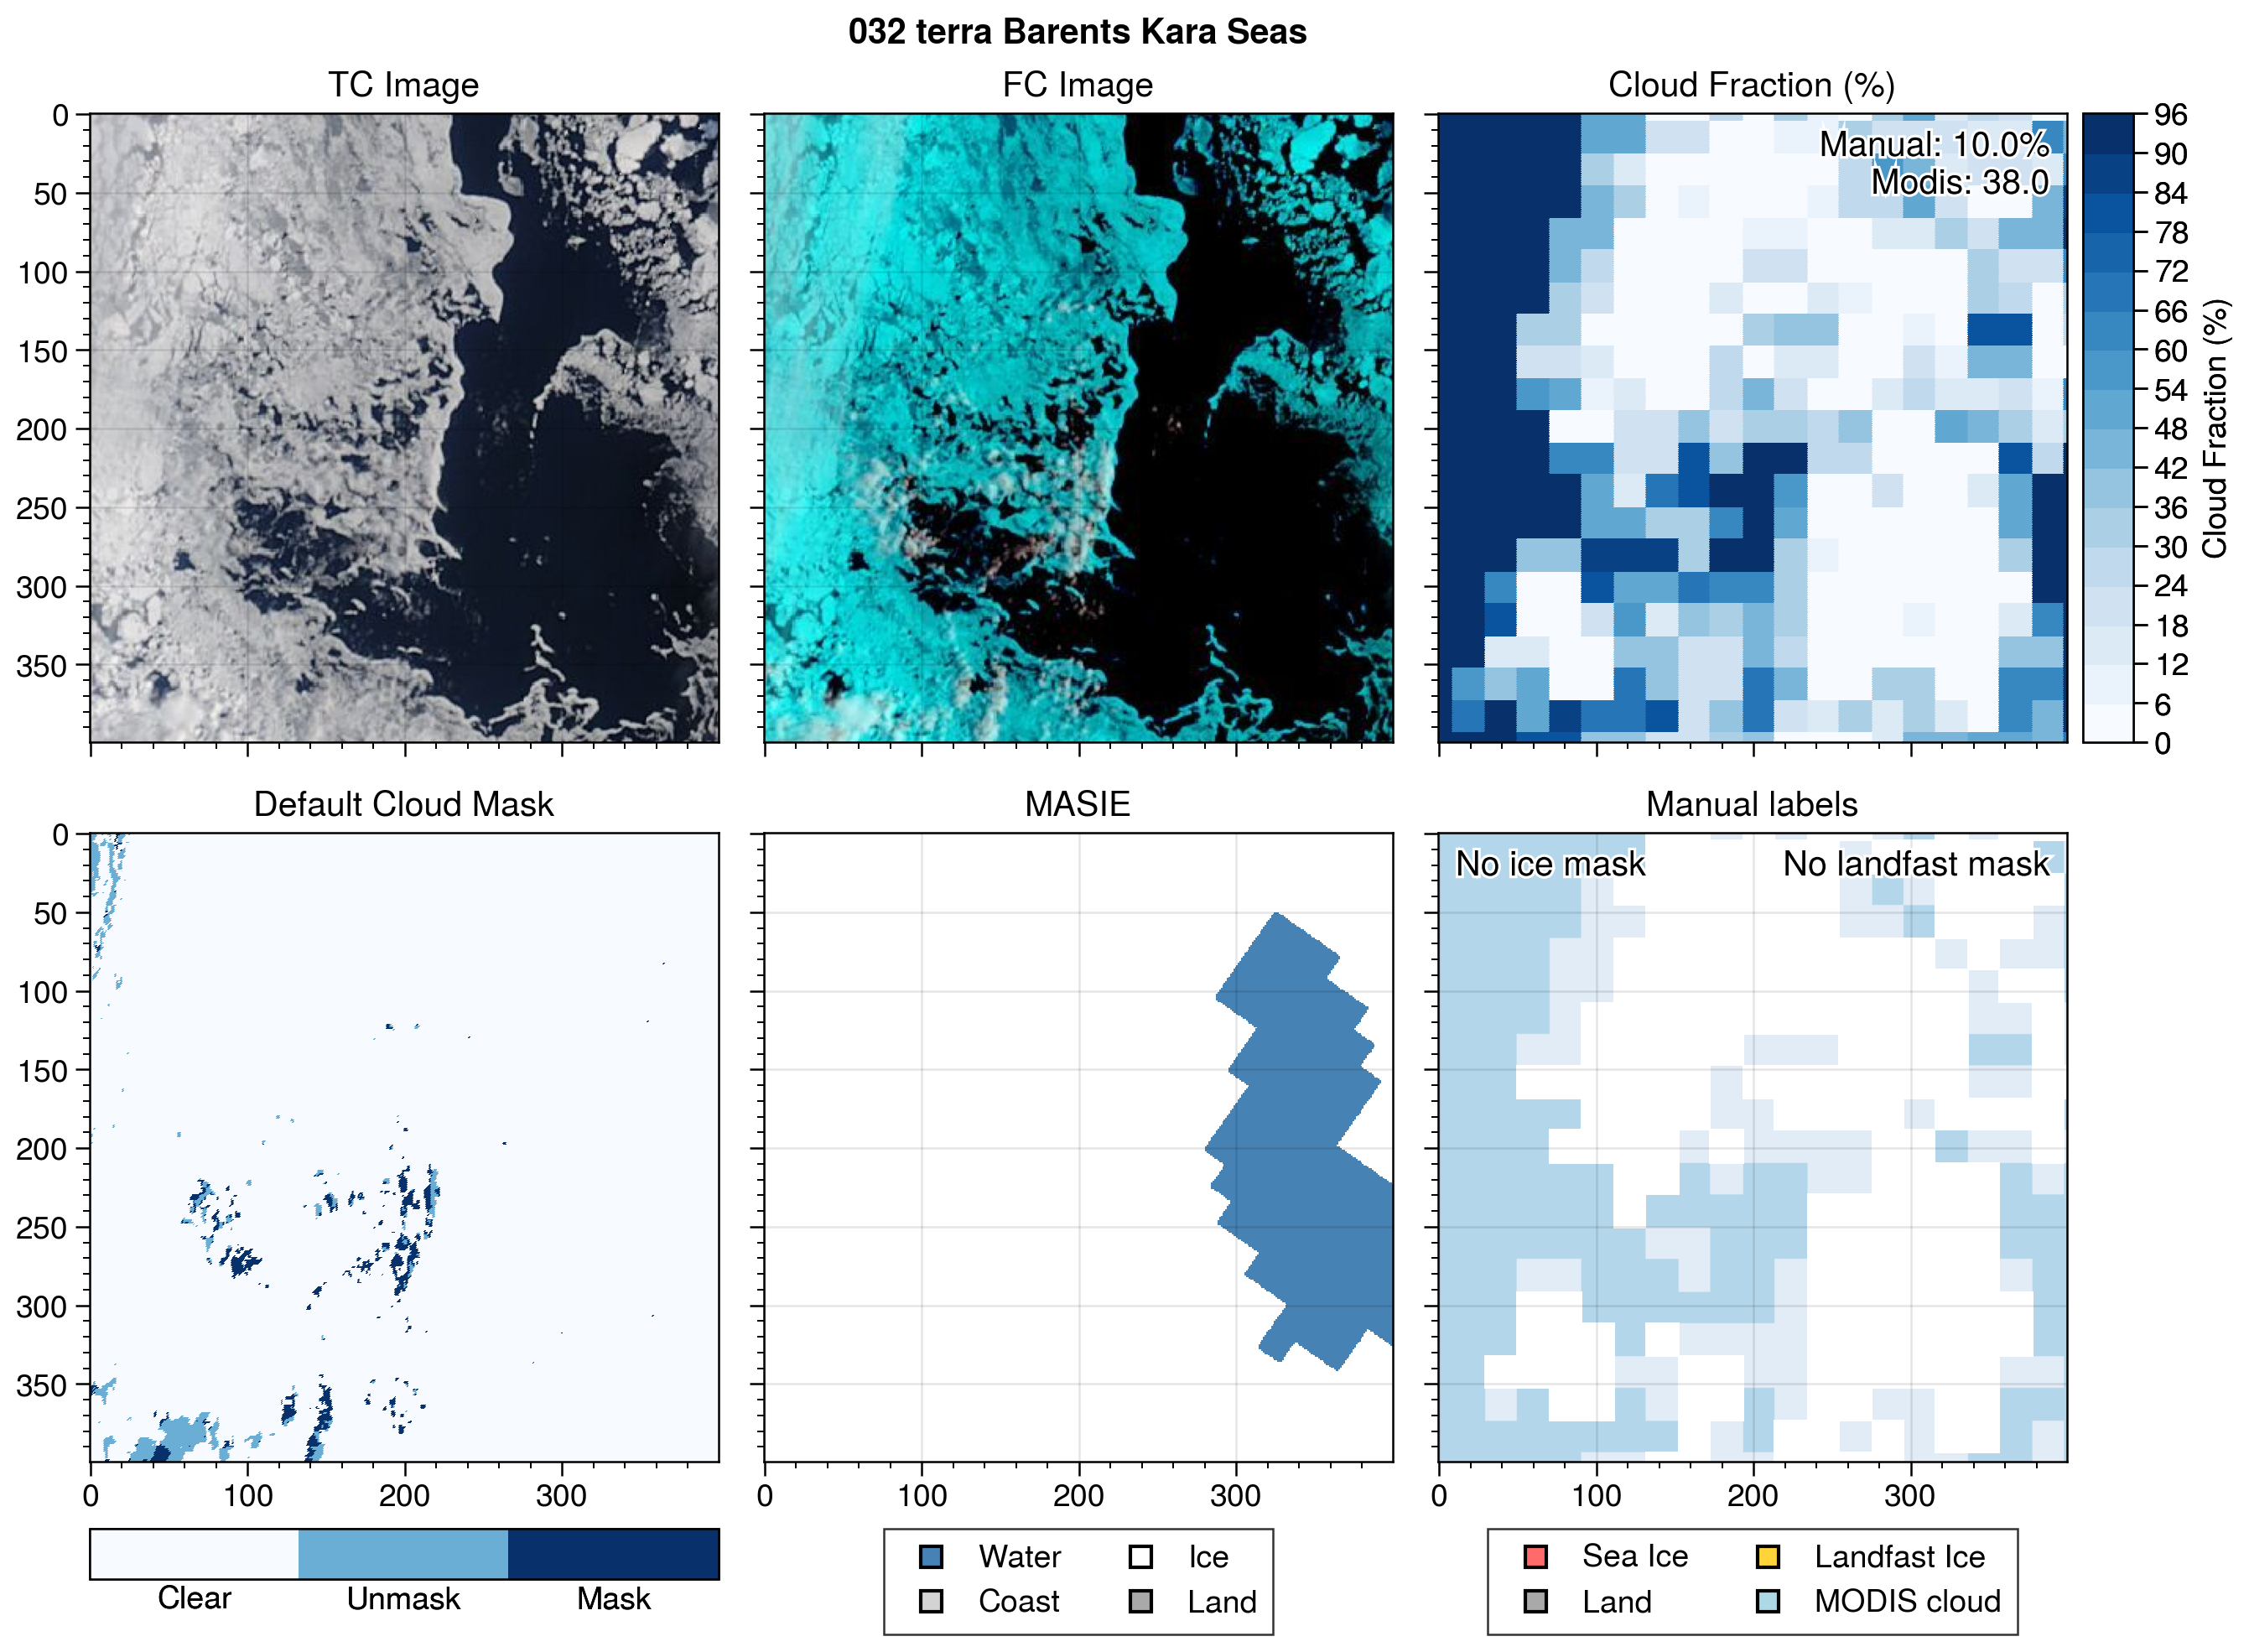 032 terra Barents Kara Seas
TC Image
FC Image
Cloud Fraction (%)
0
50
100
150
200
250
300
350
Manual: 10.0%
Modis: 38.0
96
90
84
78
72
66
60
54
48
42
36
30
24
18
12
6
0
Cloud Fraction (%)
Default Cloud Mask
MASIE
Manual labels
0
50
100
150
200
250
300
350
No ice mask
No landfast mask
0 100 200 300
0 100 200 300
0 100 200 300
Clear Unmask Mask
Water Ice
Coast Land
Sea Ice Landfast Ice
Land MODIS cloud